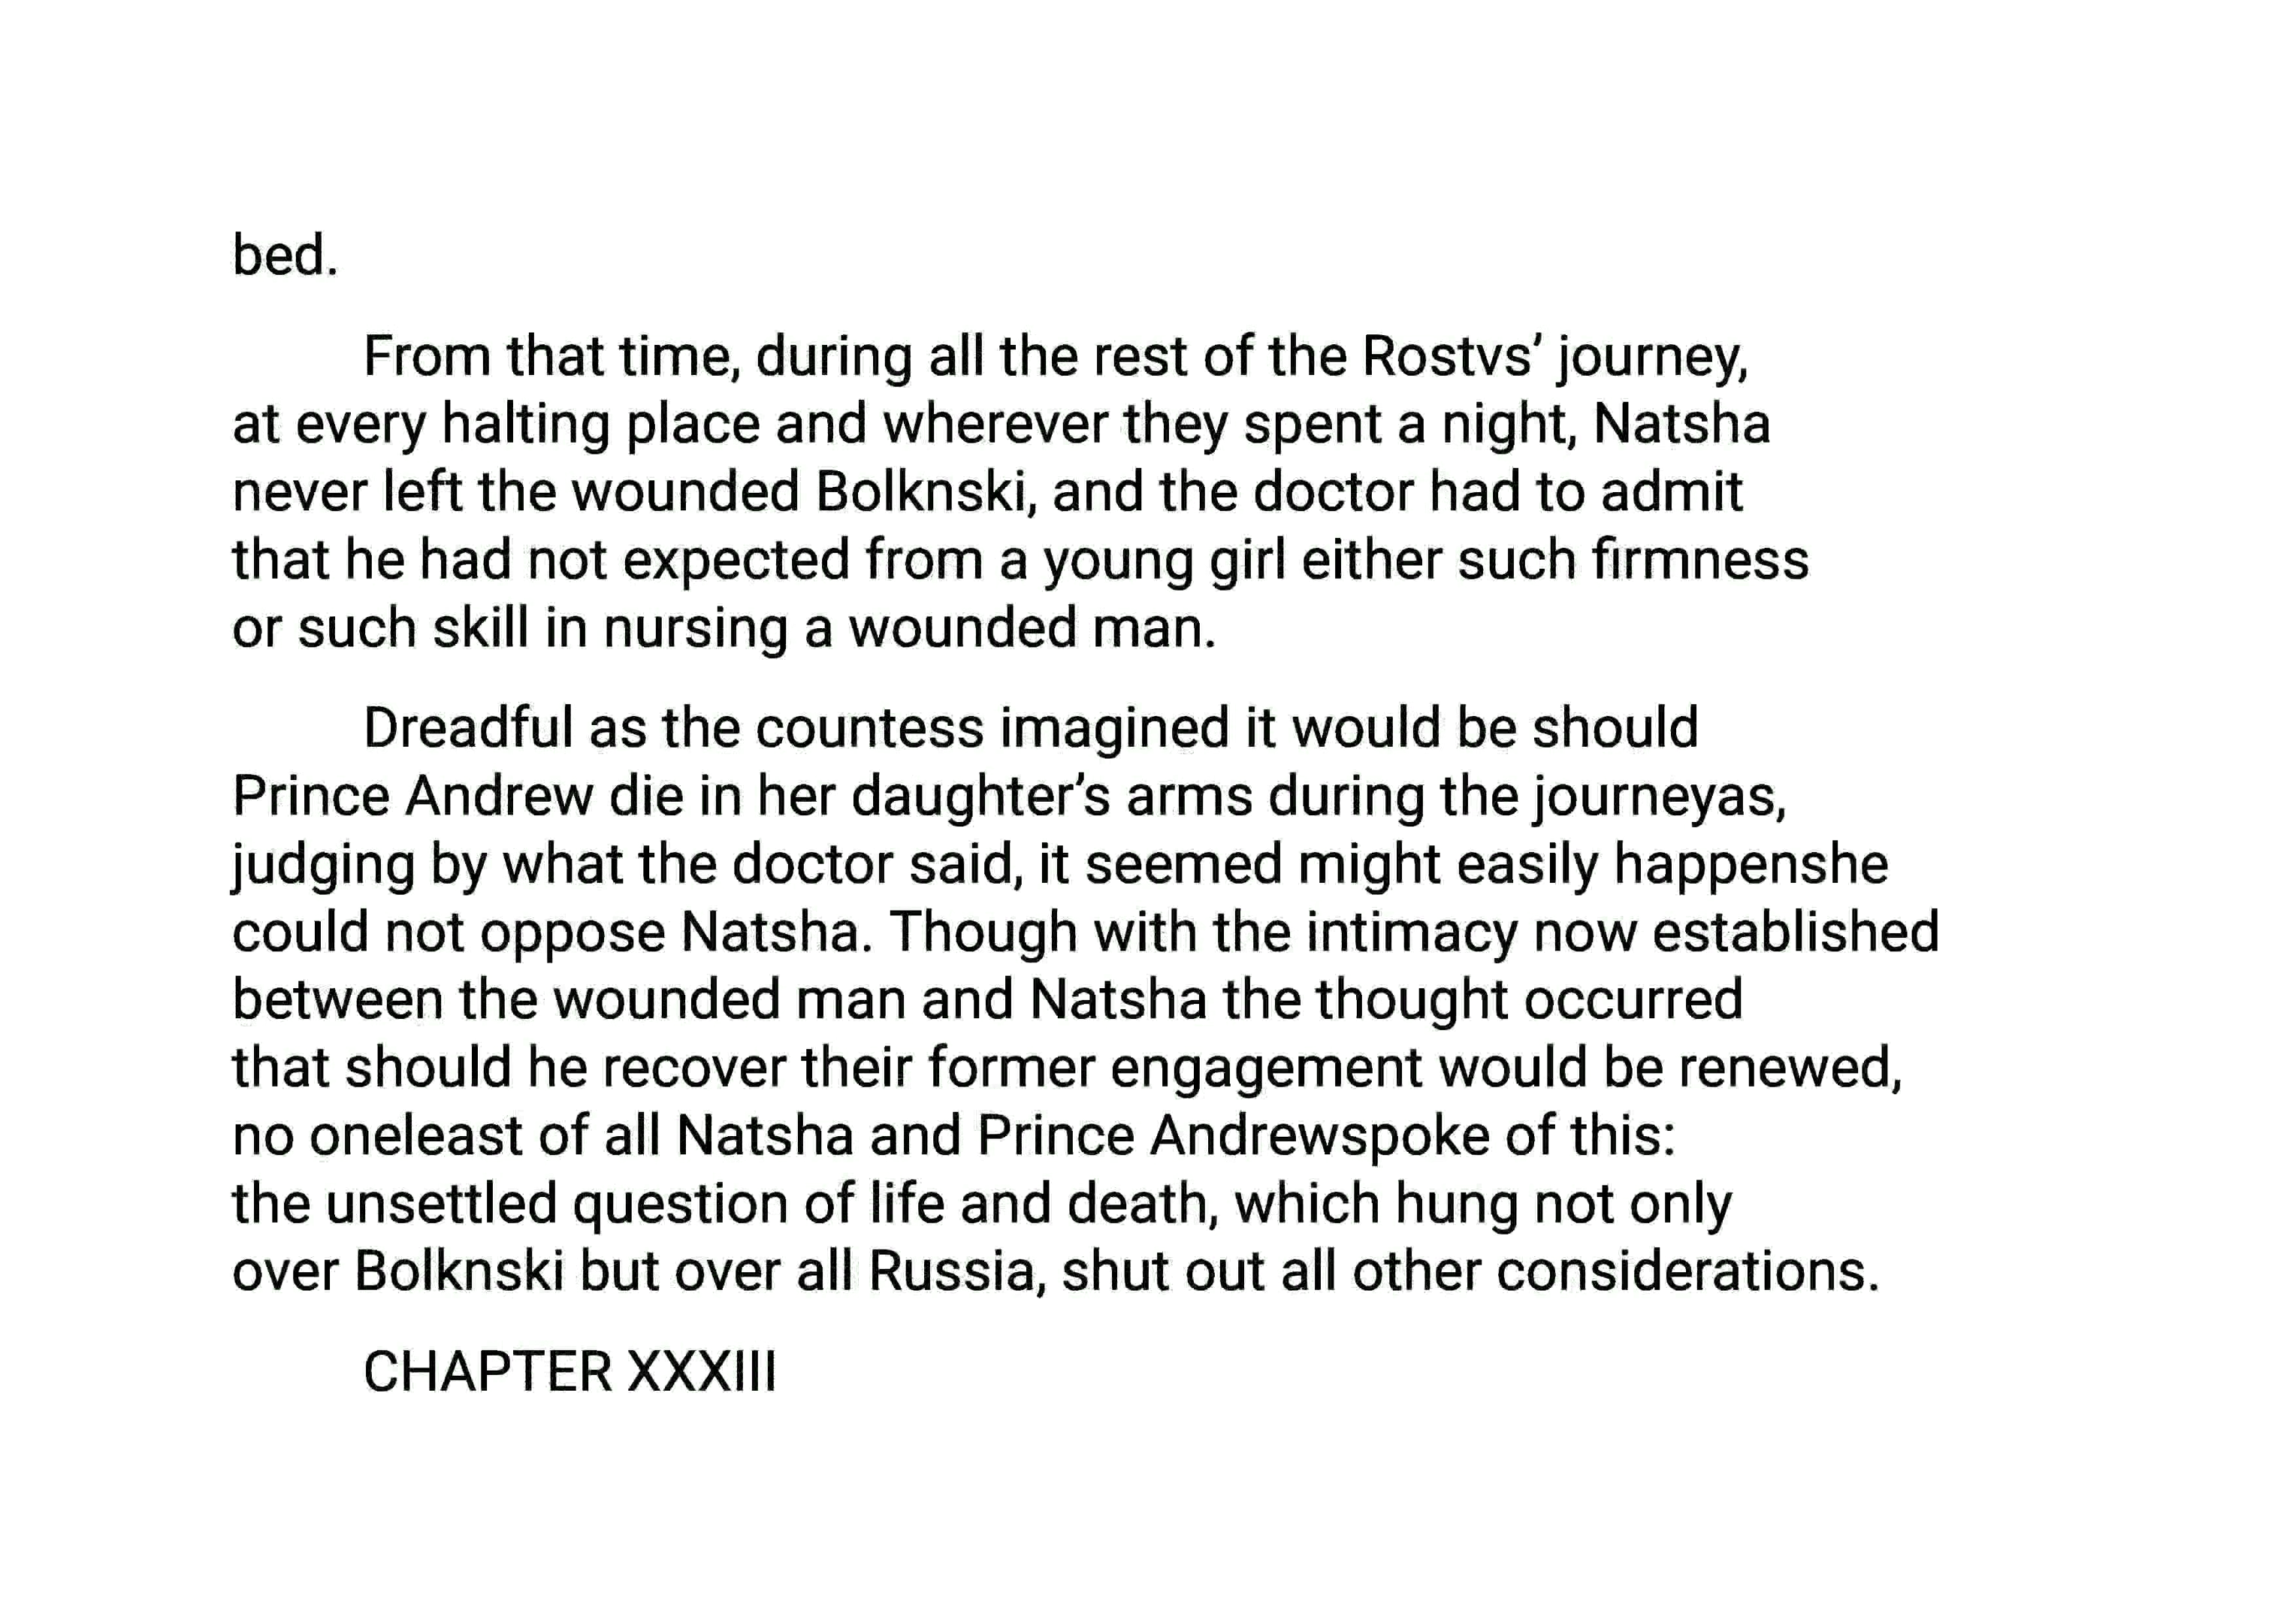 bed.
From that time, during all the rest of the Rostvs’ journey,
at every halting place and wherever they spent a night, Natsha
never left the wounded Bolknski, and the doctor had to admit
that he had not expected from a young girl either such firmness
or such skill in nursing a wounded man.
Dreadful as the countess imagined it would be should
Prince Andrew die in her daughter’s arms during the journeyas,
judging by what the doctor said, it seemed might easily happenshe
could not oppose Natsha. Though with the intimacy now established
between the wounded man and Natsha the thought occurred
that should he recover their former engagement would be renewed,
no oneleast of all Natsha and Prince Andrewspoke of this:
the unsettled question of life and death, which hung not only
over Bolknski but over all Russia, shut out all other considerations.
CHAPTER XXXIII